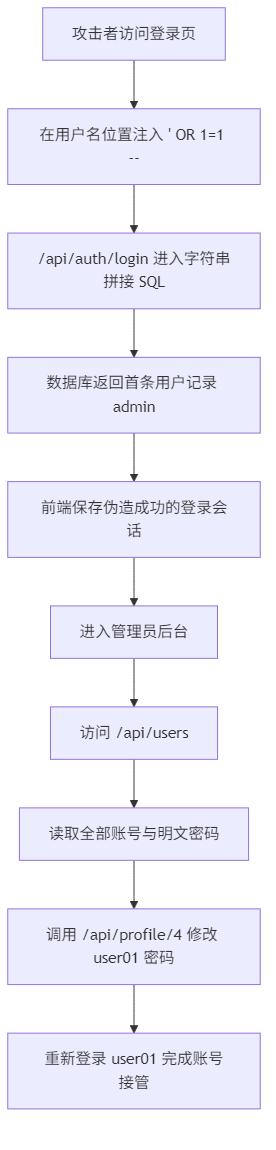 攻击者访问登录页
在用户名位置注入 ' OR 1=1
--
/api/auth/login 进入字符串
拼接 SQL
数据库返回首条用户记录
admin
前端保存伪造成功的登录会
话
进入管理员后台
访问 /api/users
读取全部账号与明文密码
调用 /api/profile/4 修改
user01 密码
重新登录 user01 完成账号
接管